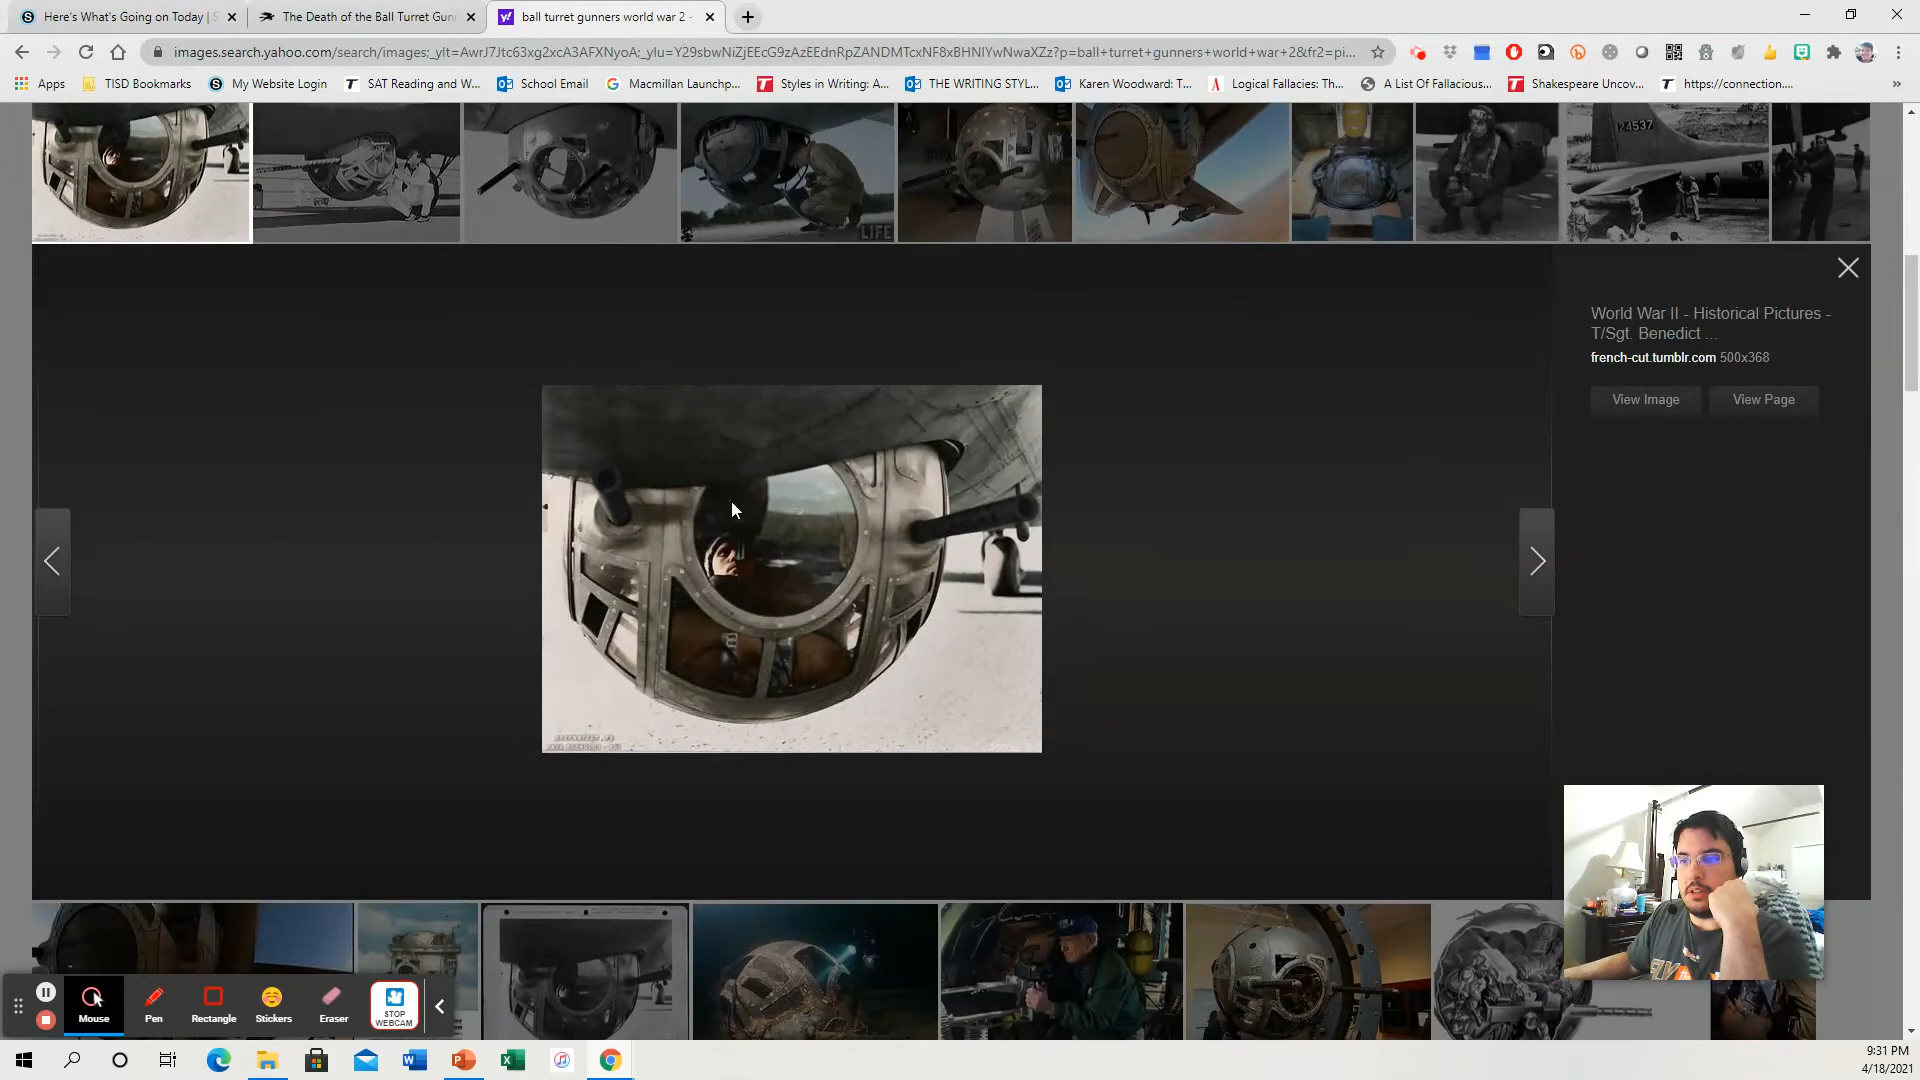 Here's What's Going on Today | S
The Death of the Ball Turret Gun
ball turret gunners world war 2 -
images.search.yahoo.com/search/images;_ylt=AwrJ7Jtc63xg2xcA3AFXNyoA;_ylu=Y29sbwNiZjEEcG9zAzEEdnRpZANDMTcxNF8xBHNlYwNwaXZz?p=ball+turret+gunners+world+war+2&fr2=pi...
Apps
TISD Bookmarks
My Website Login
SAT Reading and W...
School Email
Macmillan Launchp...
Styles in Writing: A...
THE WRITING STYL...
Karen Woodward: T...
Logical Fallacies: Th...
A List Of Fallacious...
Shakespeare Uncov...
https://connection....
24537
LIFE
World War II - Historical Pictures -
T/Sgt. Benedict ...
french-cut.tumblr.com 500x368
View Image
View Page
FLY
Mouse
Pen
Rectangle
Stickers
Eraser
STOP
WEBCAM
9:31 PM
4/18/2021